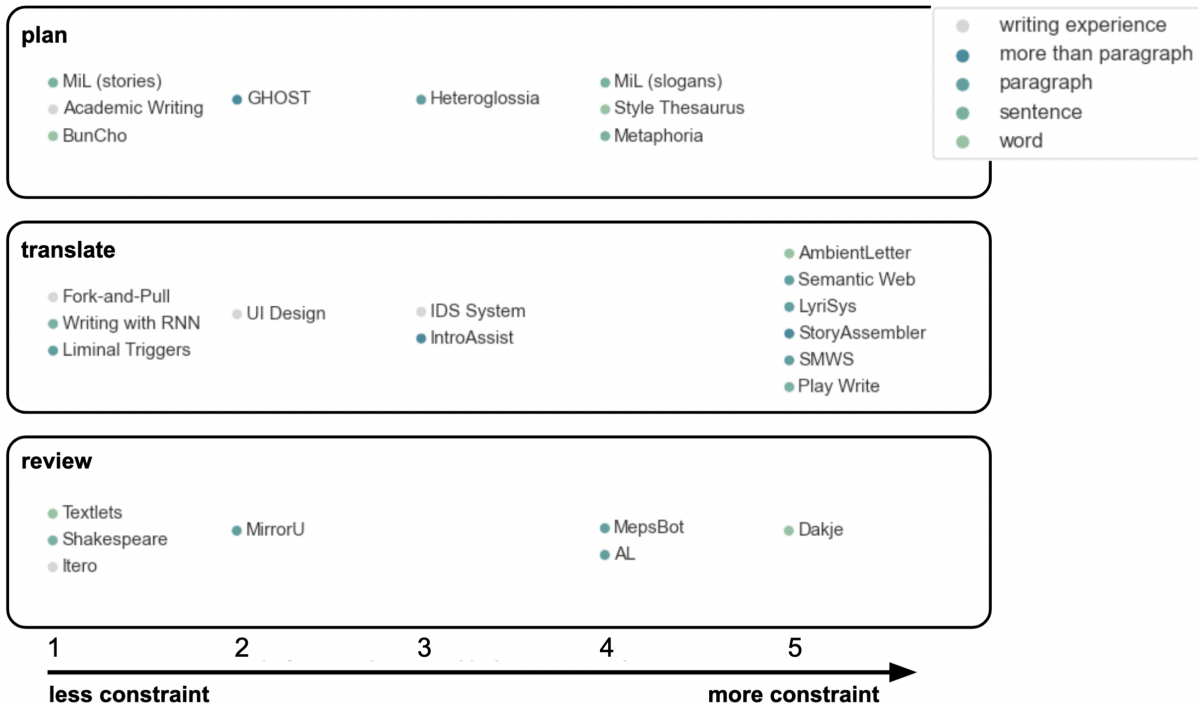 plan
MiL (stories)
Academic Writing
BunCho
GHOST
Heteroglossia
MiL (slogans)
Style Thesaurus
Metaphoria
writing experience
more than paragraph
paragraph
sentence
word
translate
Fork-and-Pull
Writing with RNN
Liminal Triggers
UI Design
IDS System
IntroAssist
AmbientLetter
Semantic Web
LyriSys
StoryAssembler
SMWS
Play Write
review
Textlets
Shakespeare
Itero
MirrorU
MepsBot
AL
Dakje
1 2 3 4 5
less constraint more constraint